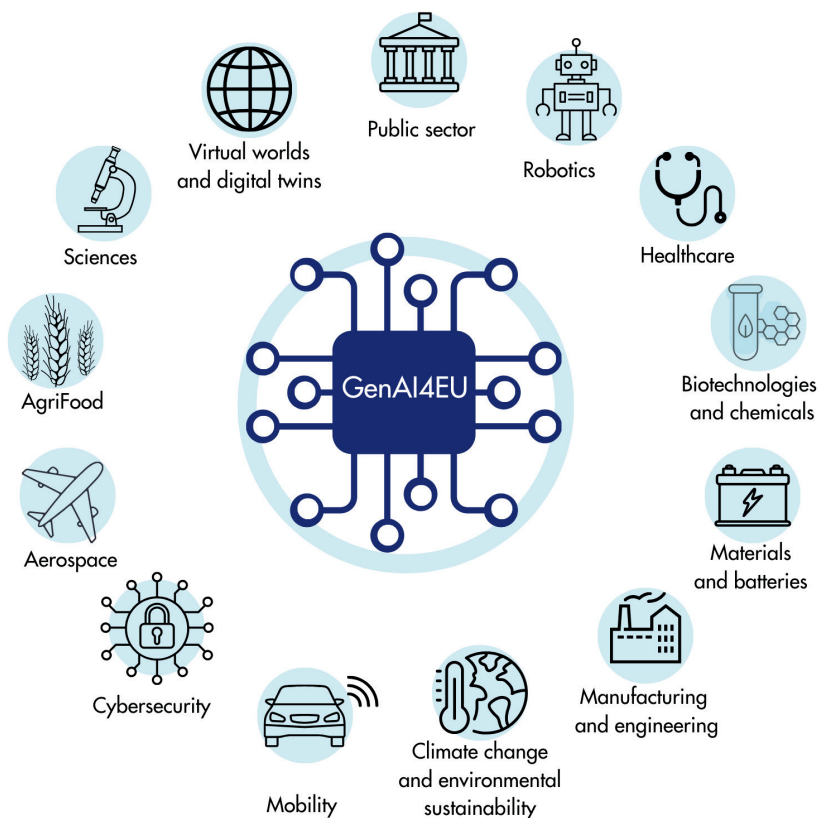 Public sector
Virtual worlds
and digital twins
Robotics
Sciences
Healthcare
GenAI4EU
AgriFood
Biotechnologies
and chemicals
Aerospace
Materials
and batteries
Cybersecurity
Manufacturing
and engineering
Climate change
and environmental
sustainability
Mobility